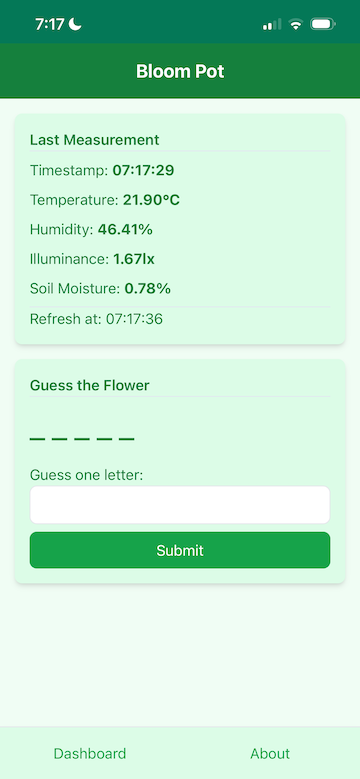 7:17
Bloom Pot
Last Measurement
Timestamp: 07:17:29
Temperature: 21.90°C
Humidity: 46.41%
Illuminance: 1.67lx
Soil Moisture: 0.78%
Refresh at: 07:17:36
Guess the Flower
_ _ _ _ _
Guess one letter:
Submit
Dashboard About